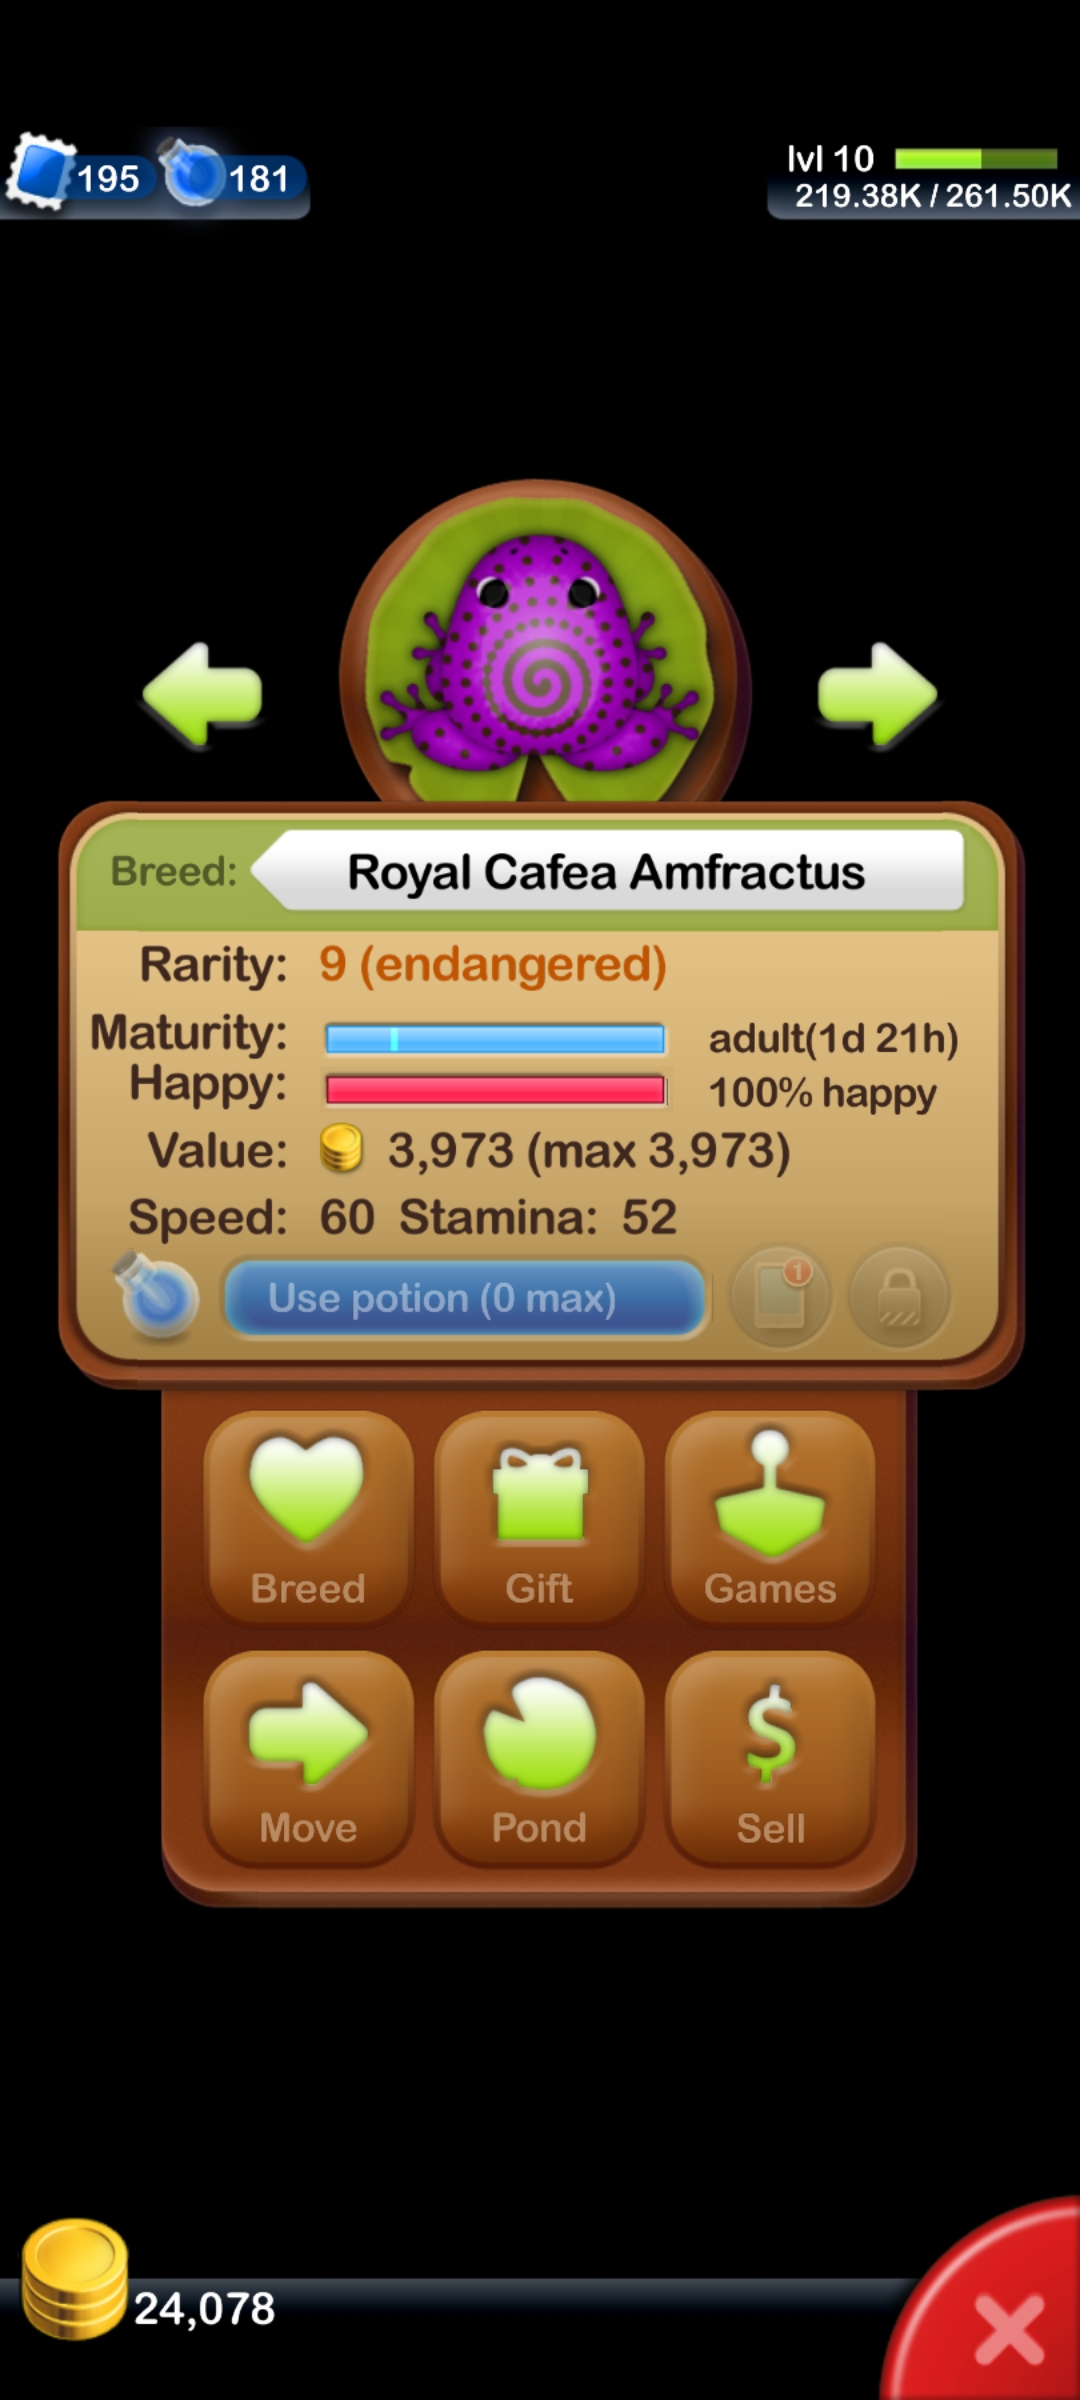 195 181
lvl 10
219.38K / 261.50K
Breed: Royal Cafea Amfractus
Rarity: 9 (endangered)
Maturity: adult(1d 21h)
Happy: 100% happy
Value: 3,973 (max 3,973)
Speed: 60 Stamina: 52
Use potion (0 max) 1
Breed Gift Games
Move Pond Sell
24,078